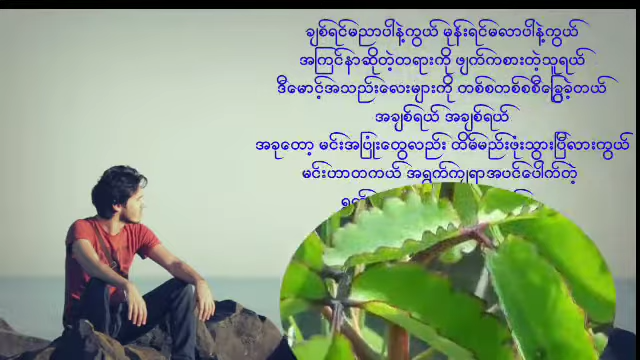 ချစ်ရင်မညာပါနဲ့ကွယ် မုန်းရင်မလာပါနဲ့ကွယ်
အကြင်နာဆိုတဲ့တရားကို ဖျက်ကစားတဲ့သူရယ်
ဒီမောင့်အသည်းလေးများကို တစ်စတစ်စစီခြွေခဲ့တယ်
အချစ်ရယ် အချစ်ရယ်
အခုတော့ မင်းအပြုံးတွေလည်း ထိမ်မည်းဖုံးသွားပြီလားကွယ်
မင်းဟာတကယ် အရွက်ကျရာအပင်ပေါက်တဲ့